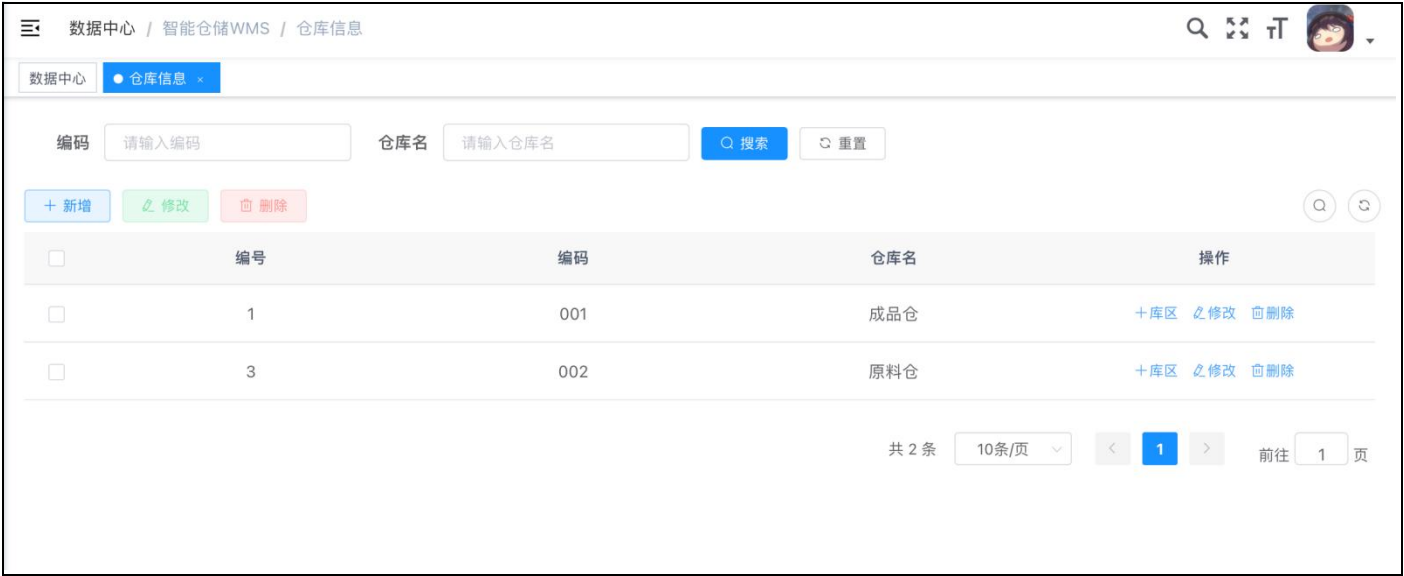 数据中心 / 智能仓储WMS / 仓库信息
数据中心 仓库信息 ×
编码 请输入编码 仓库名 请输入仓库名 搜索 重置
新增 修改 删除
编号 编码 仓库名 操作
1 001 成品仓 +库区 修改 删除
3 002 原料仓 +库区 修改 删除
共 2 条 10条/页 < 1 > 前往 1 页